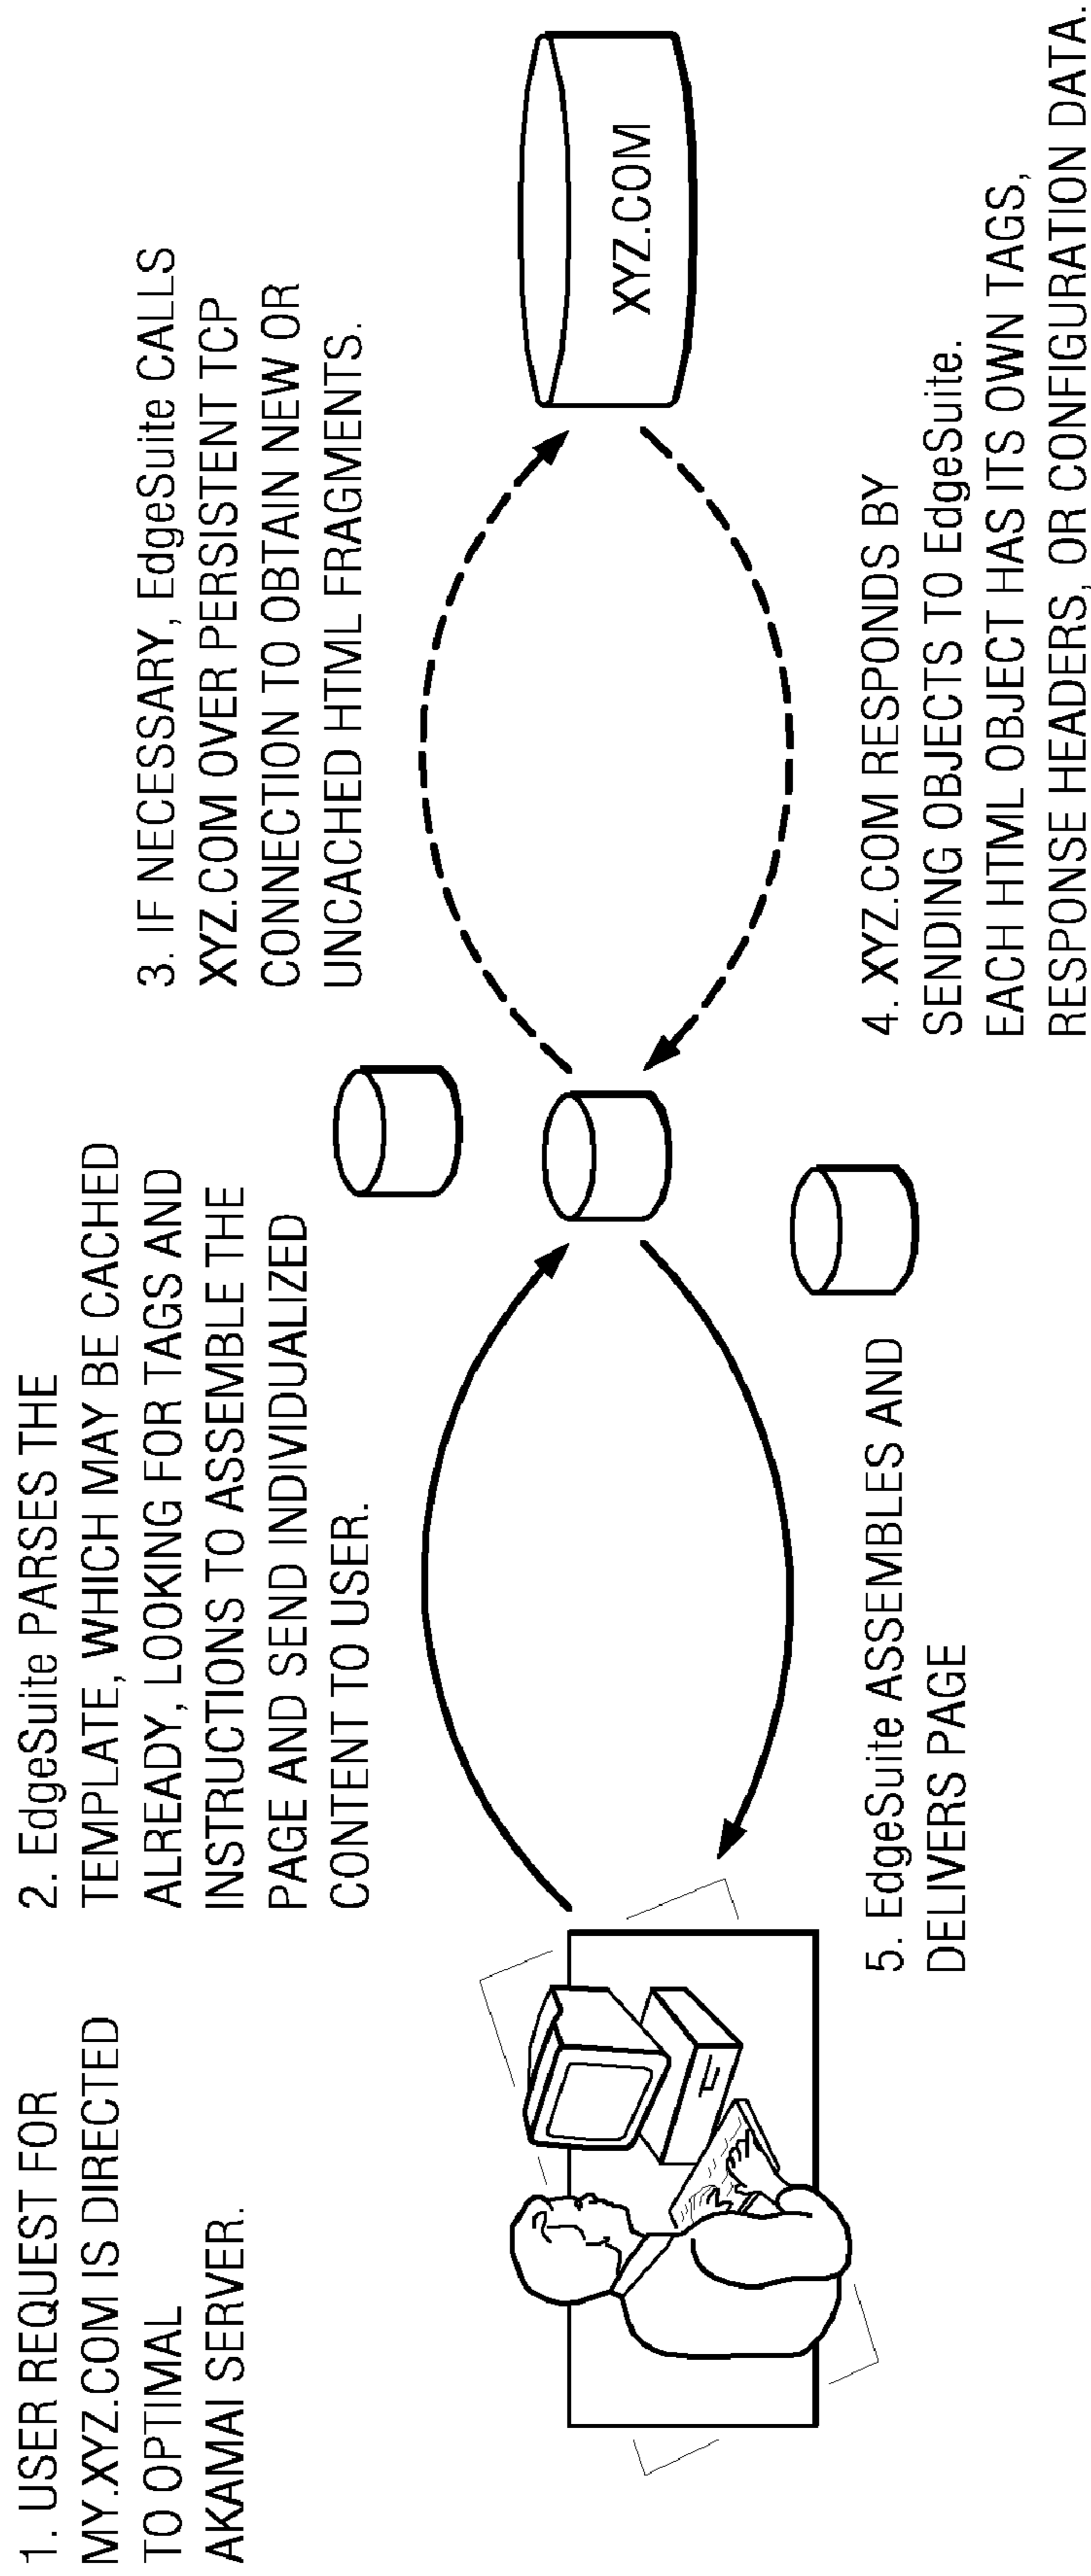 1. USER REQUEST FOR
MY.XYZ.COM IS DIRECTED
TO OPTIMAL
AKAMAI SERVER.
2. EdgeSuite PARSES THE
TEMPLATE, WHICH MAY BE CACHED
ALREADY, LOOKING FOR TAGS AND
INSTRUCTIONS TO ASSEMBLE THE
PAGE AND SEND INDIVIDUALIZED
CONTENT TO USER.
3. IF NECESSARY, EdgeSuite CALLS
XYZ.COM OVER PERSISTENT TCP
CONNECTION TO OBTAIN NEW OR
UNCACHED HTML FRAGMENTS.
XYZ.COM
4. XYZ.COM RESPONDS BY
SENDING OBJECTS TO EdgeSuite.
EACH HTML OBJECT HAS ITS OWN TAGS,
RESPONSE HEADERS, OR CONFIGURATION DATA.
5. EdgeSuite ASSEMBLES AND
DELIVERS PAGE